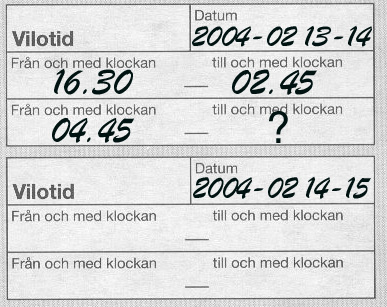 Datum
Vilotid 2004-02 13-14
Från och med klockan till och med klockan
16.30 — 02.45
Från och med klockan till och med klockan
04.45 — ?
Datum
Vilotid 2004-02 14-15
Från och med klockan till och med klockan
—
Från och med klockan till och med klockan
—